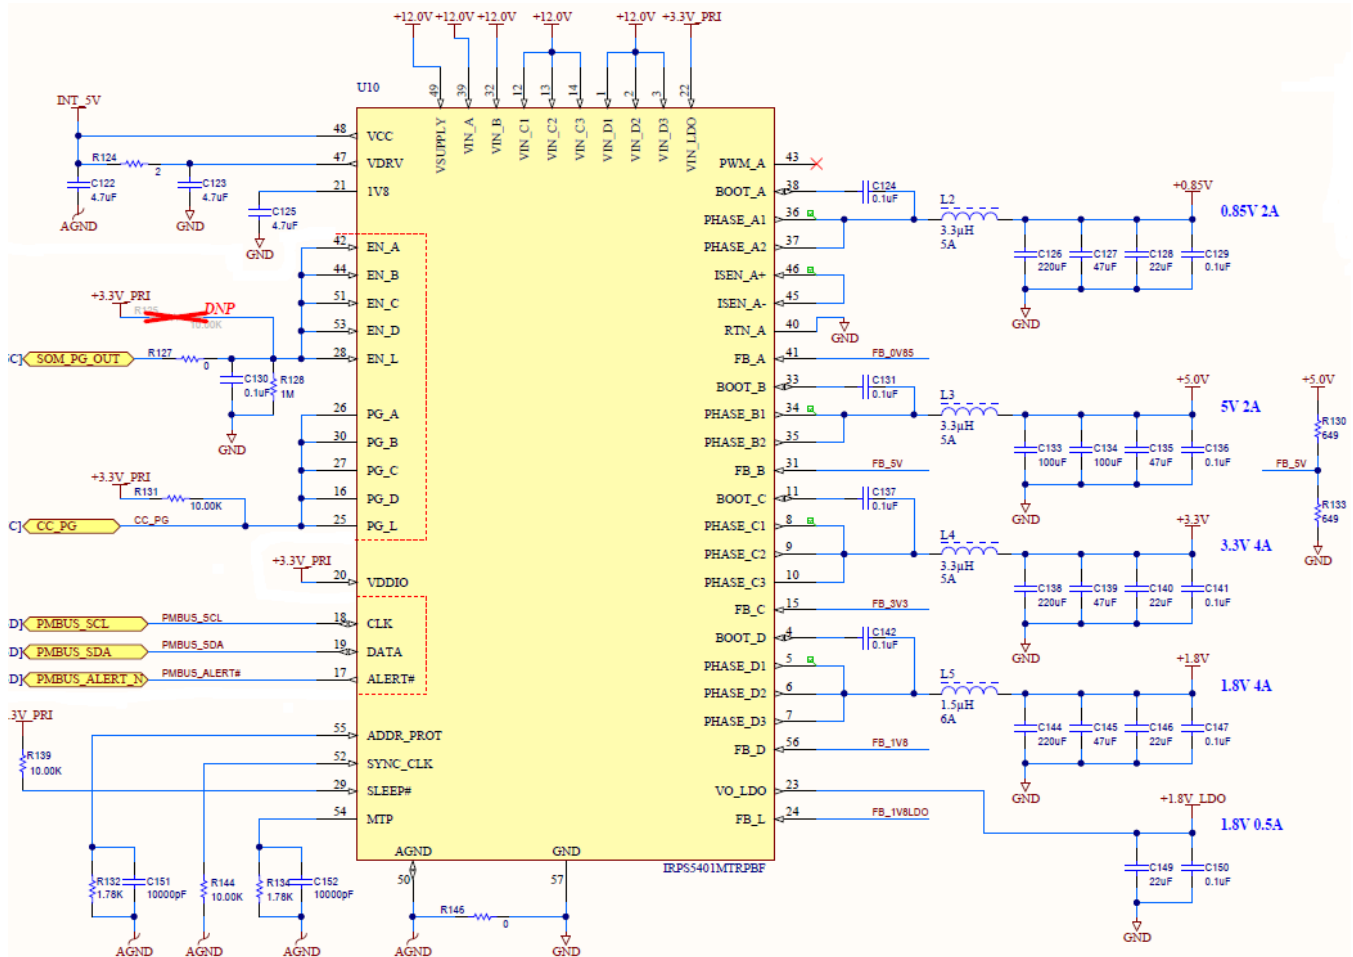 +12.0V +12.0V +12.0V +12.0V +12.0V +3.3V_PRI
U10
49 39 32 12 13 14 1 2 3 22
VSUPPLY VIN_A VIN_B VIN_C1 VIN_C2 VIN_C3 VIN_D1 VIN_D2 VIN_D3 VIN_LDO
INT_5V
48 VCC
R124 2 47 VDRV
C122 4.7uF
C123 4.7uF
21 1V8
C125 4.7uF
AGND GND GND
42 EN_A
44 EN_B
51 EN_C
53 EN_D
28 EN_L
+3.3V_PRI
DNP
10.00K
SOM_PG_OUT
R127 0
C130 0.1uF
R128 1M
GND
26 PG_A
30 PG_B
27 PG_C
16 PG_D
25 PG_L
+3.3V_PRI
R131 10.00K
C] CC_PG CC_PG
+3.3V_PRI
20 VDDIO
D] PMBUS_SCL PMBUS_SCL 18 CLK
D] PMBUS_SDA PMBUS_SDA 19 DATA
D] PMBUS_ALERT_N PMBUS_ALERT# 17 ALERT#
.3V_PRI
R139 10.00K
55 ADDR_PROT
52 SYNC_CLK
29 SLEEP#
54 MTP
R132 1.78K
C151 10000pF
R144 10.00K
R134 1.78K
C152 10000pF
AGND AGND AGND
AGND GND
50 57
R146 0
AGND GND
IRPS5401MTRPBF
PWM_A 43
BOOT_A 38
C124 0.1uF
PHASE_A1 36
PHASE_A2 37
ISEN_A+ 46
ISEN_A- 45
RTN_A 40
GND
FB_A 41 FB_0V85
L2 3.3µH 5A
+0.85V
0.85V 2A
C126 220uF
C127 47uF
C128 22uF
C129 0.1uF
GND
BOOT_B 33
C131 0.1uF
PHASE_B1 34
PHASE_B2 35
FB_B 31 FB_5V
L3 3.3µH 5A
+5.0V
5V 2A
C133 100uF
C134 100uF
C135 47uF
C136 0.1uF
GND
+5.0V
R130 649
FB_5V
R133 649
GND
BOOT_C 11
C137 0.1uF
PHASE_C1 8
PHASE_C2 9
PHASE_C3 10
FB_C 15 FB_3V3
L4 3.3µH 5A
+3.3V
3.3V 4A
C138 220uF
C139 47uF
C140 22uF
C141 0.1uF
GND
BOOT_D 4
C142 0.1uF
PHASE_D1 5
PHASE_D2 6
PHASE_D3 7
FB_D 56 FB_1V8
L5 1.5µH 6A
+1.8V
1.8V 4A
C144 220uF
C145 47uF
C146 22uF
C147 0.1uF
GND
VO_LDO 23
FB_L 24 FB_1V8LDO
+1.8V_LDO
1.8V 0.5A
C149 22uF
C150 0.1uF
GND